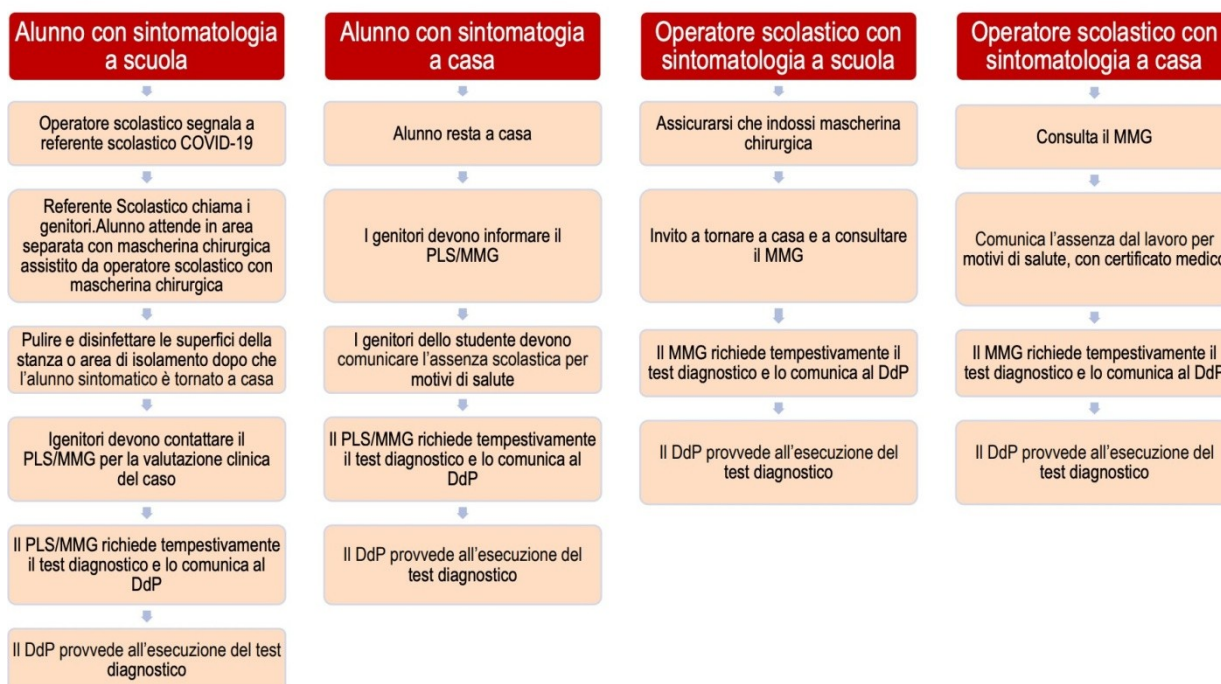 Alunno con sintomatologia
a scuola
Operatore scolastico segnala a
referente scolastico COVID-19
Referente Scolastico chiama i
genitori.Alunno attende in area
separata con mascherina chirurgica
assistito da operatore scolastico con
mascherina chirurgica
Pulire e disinfettare le superfici della
stanza o area di isolamento dopo che
l'alunno sintomatico è tornato a casa
Igenitori devono contattare il
PLS/MMG per la valutazione clinica
del caso
Il PLS/MMG richiede tempestivamente
il test diagnostico e lo comunica al
DdP
Il DdP provvede all'esecuzione del test
diagnostico
Alunno con sintomatogia
a casa
Alunno resta a casa
I genitori devono informare il
PLS/MMG
I genitori dello studente devono
comunicare l'assenza scolastica per
motivi di salute
Il PLS/MMG richiede tempestivamente
il test diagnostico e lo comunica al
DdP
Il DdP provvede all'esecuzione del
test diagnostico
Operatore scolastico con
sintomatologia a scuola
Assicurarsi che indossi mascherina
chirurgica
Invito a tornare a casa e a consultare
il MMG
Il MMG richiede tempestivamente il
test diagnostico e lo comunica al DdP
Il DdP provvede all'esecuzione del
test diagnostico
Operatore scolastico con
sintomatologia a casa
Consulta il MMG
Comunica l'assenza dal lavoro per
motivi di salute, con certificato medico
Il MMG richiede tempestivamente il
test diagnostico e lo comunica al DdP
Il DdP provvede all'esecuzione del
test diagnostico